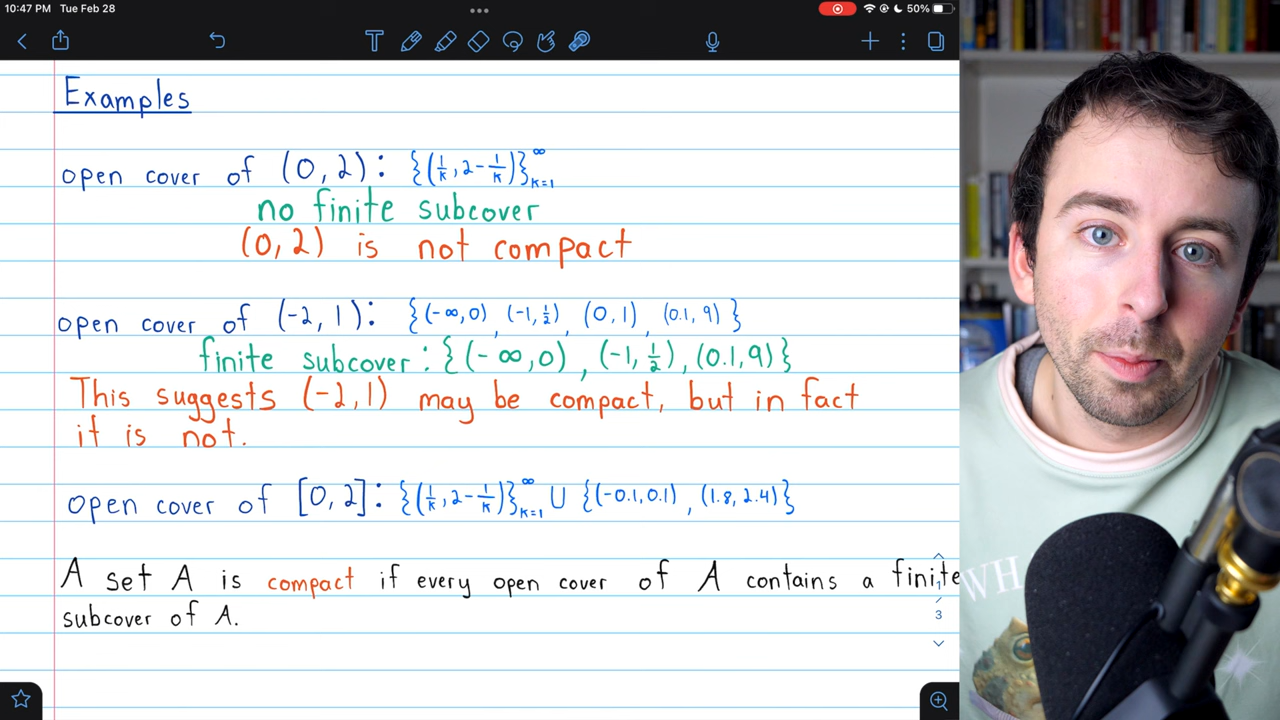 10:47 PM Tue Feb 28
50%
Examples
open cover of (0, 2): {(1/k, 2-1/k)}∞k=1
no finite subcover
(0, 2) is not compact
open cover of (-2, 1): {(-∞,0), (-1, 1/2), (0, 1), (0.1, 9)}
finite subcover: {(-∞,0), (-1, 1/2), (0.1, 9)}
This suggests (-2, 1) may be compact, but in fact
it is not.
open cover of [0, 2]: {(1/k, 2-1/k)}∞k=1 ∪ {(-0.1, 0.1), (1.8, 2.4)}
A set A is compact if every open cover of A contains a finite
subcover of A.
3
WH